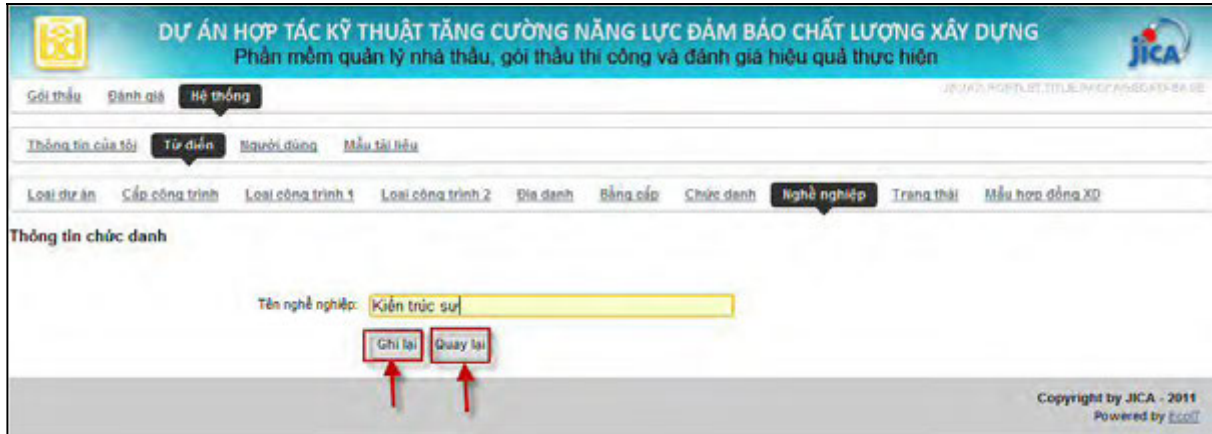 DỰ ÁN HỢP TÁC KỸ THUẬT TĂNG CƯỜNG NĂNG LỰC ĐẢM BẢO CHẤT LƯỢNG XÂY DỰNG
Phần mềm quản lý nhà thầu, gói thầu thi công và đánh giá hiệu quả thực hiện
jICA
Gói thầu Đánh giá Hệ thống
Thông tin của tôi Từ điển Người dùng Mẫu tài liệu
Loại dự án Cấp công trình Loại công trình 1 Loại công trình 2 Địa danh Bằng cấp Chức danh Nghề nghiệp Trạng thái Mẫu hợp đồng XD
Thông tin chức danh
Tên nghề nghiệp: Kiến trúc sư
Ghi lại Quay lại
Copyright by JICA - 2011
Powered by EcoIT